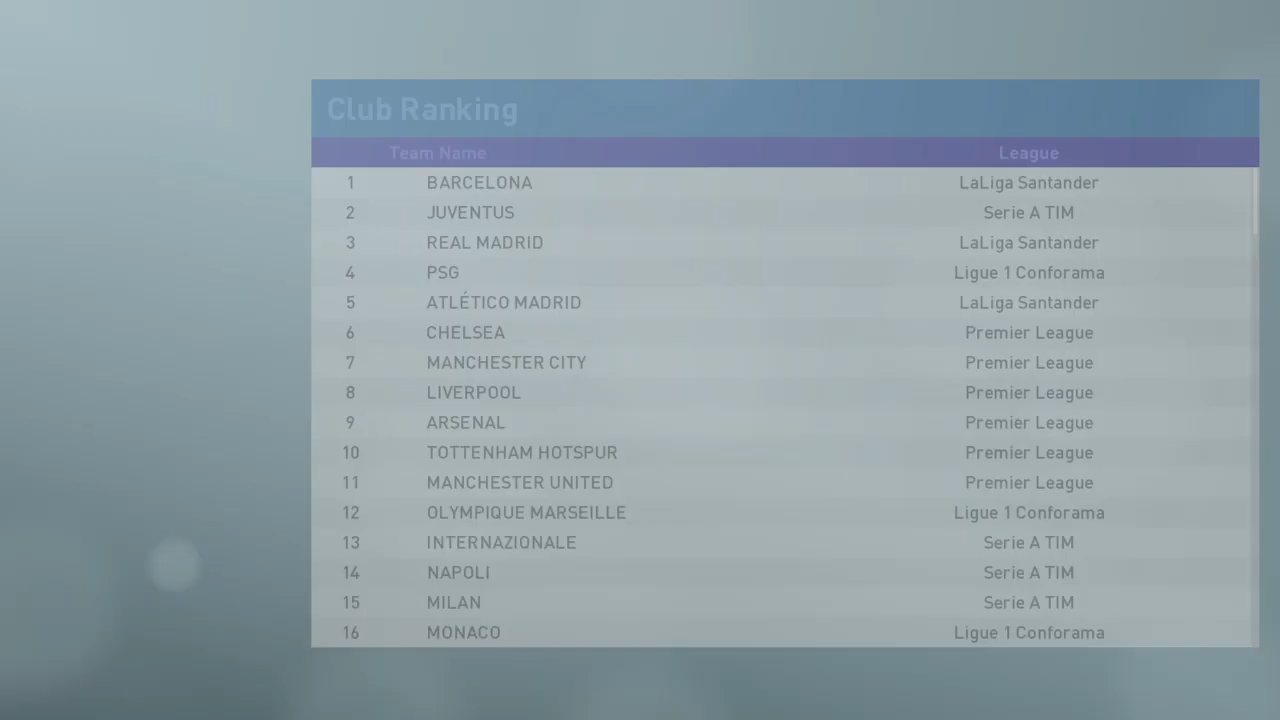 Club Ranking
Team Name League
1 BARCELONA LaLiga Santander
2 JUVENTUS Serie A TIM
3 REAL MADRID LaLiga Santander
4 PSG Ligue 1 Conforama
5 ATLÉTICO MADRID LaLiga Santander
6 CHELSEA Premier League
7 MANCHESTER CITY Premier League
8 LIVERPOOL Premier League
9 ARSENAL Premier League
10 TOTTENHAM HOTSPUR Premier League
11 MANCHESTER UNITED Premier League
12 OLYMPIQUE MARSEILLE Ligue 1 Conforama
13 INTERNAZIONALE Serie A TIM
14 NAPOLI Serie A TIM
15 MILAN Serie A TIM
16 MONACO Ligue 1 Conforama